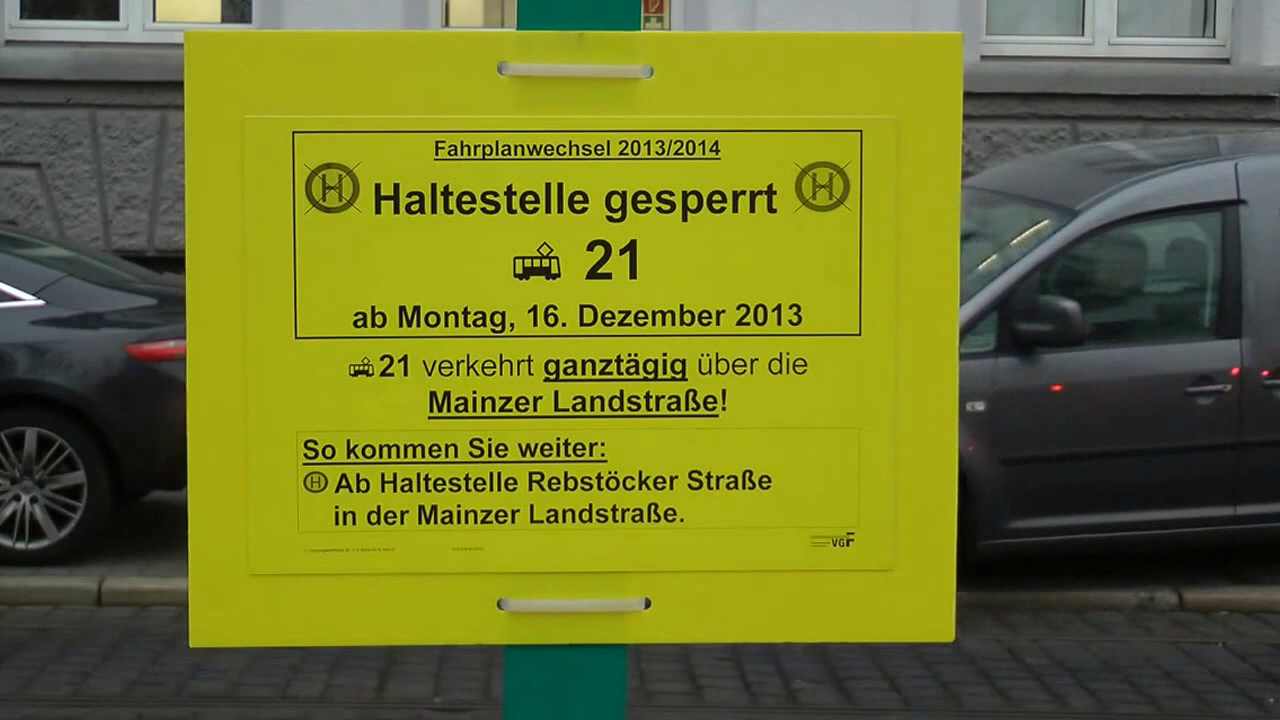 Fahrplanwechsel 2013/2014
H Haltestelle gesperrt H
21
ab Montag, 16. Dezember 2013
21 verkehrt ganztägig über die
Mainzer Landstraße!
So kommen Sie weiter:
H Ab Haltestelle Rebstöcker Straße
in der Mainzer Landstraße.
VGF